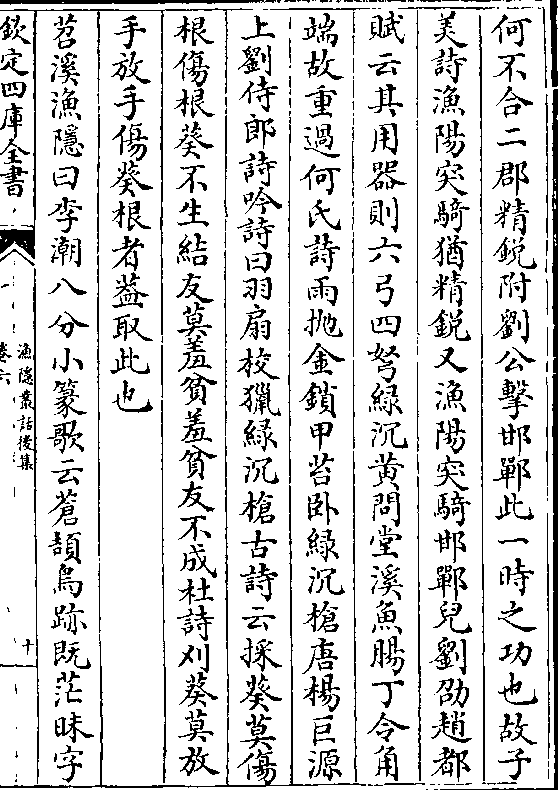 何不合二郡精鋭附劉公擊邯鄲此一時之功也故子
美詩漁陽突騎猶精鋭又漁陽突騎邯鄲兒劉劭趙都
賦云其用器則六弓四弩緑沉黄間堂溪魚腸丁令角
端故重過何氏詩雨抛金鎖甲苔卧緑沉槍唐楊巨源
上劉侍郎詩吟詩曰羽扇校獵緑沉槍古詩云採葵莫傷
根傷根葵不生結友莫羞貧羞貧友不成杜詩刈葵莫放
手放手傷葵根者葢取此也
苕溪漁隱曰李潮八分小篆歌云蒼頡鳥跡既茫昧字
欽定四庫全書
漁隱叢話後集
卷六
十